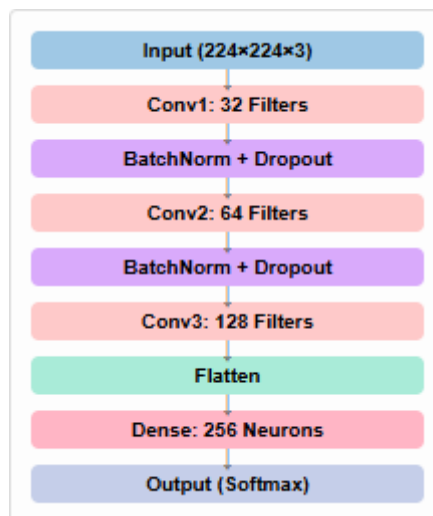 Input (224×224×3)
Conv1: 32 Filters
BatchNorm + Dropout
Conv2: 64 Filters
BatchNorm + Dropout
Conv3: 128 Filters
Flatten
Dense: 256 Neurons
Output (Softmax)